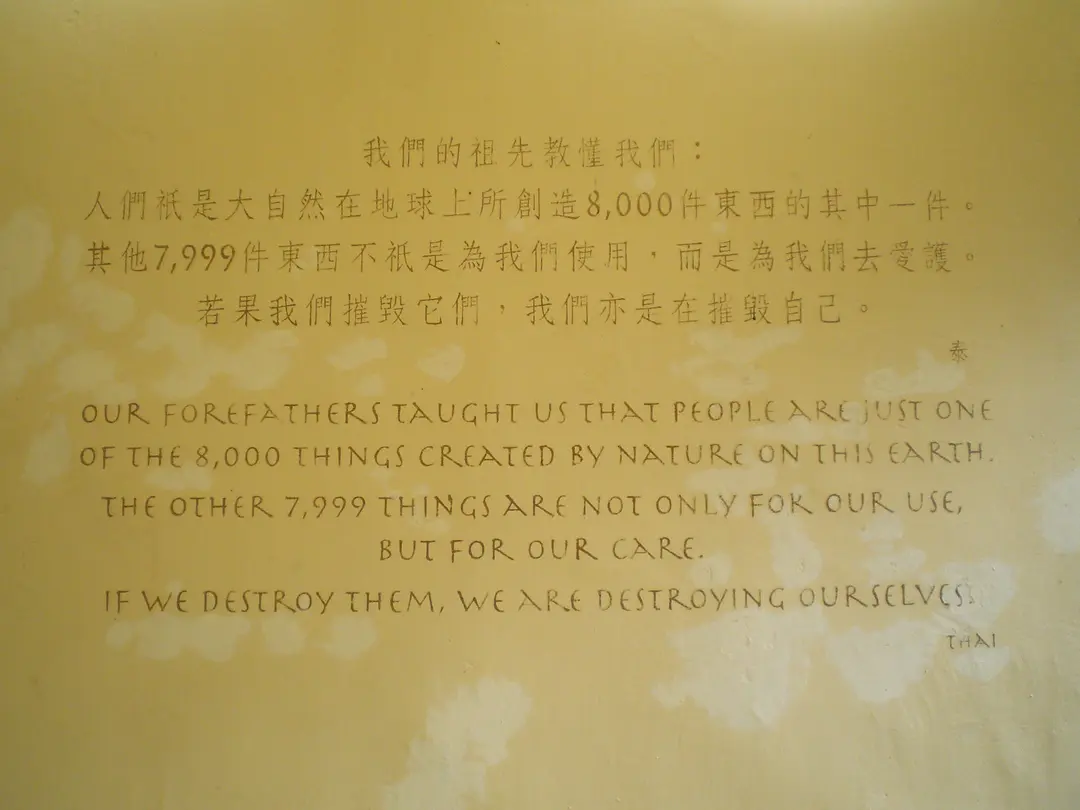 我們的祖先教懂我們：
人們祇是大自然在地球上所創造8,000件東西的其中一件。
其他7,999件東西不祇是為我們使用，而是為我們去愛護。
若果我們摧毀它們，我們亦是在摧毀自己。
泰
OUR FOREFATHERS TAUGHT US THAT PEOPLE ARE JUST ONE
OF THE 8,000 THINGS CREATED BY NATURE ON THIS EARTH.
THE OTHER 7,999 THINGS ARE NOT ONLY FOR OUR USE,
BUT FOR OUR CARE.
IF WE DESTROY THEM, WE ARE DESTROYING OURSELVES.
THAI